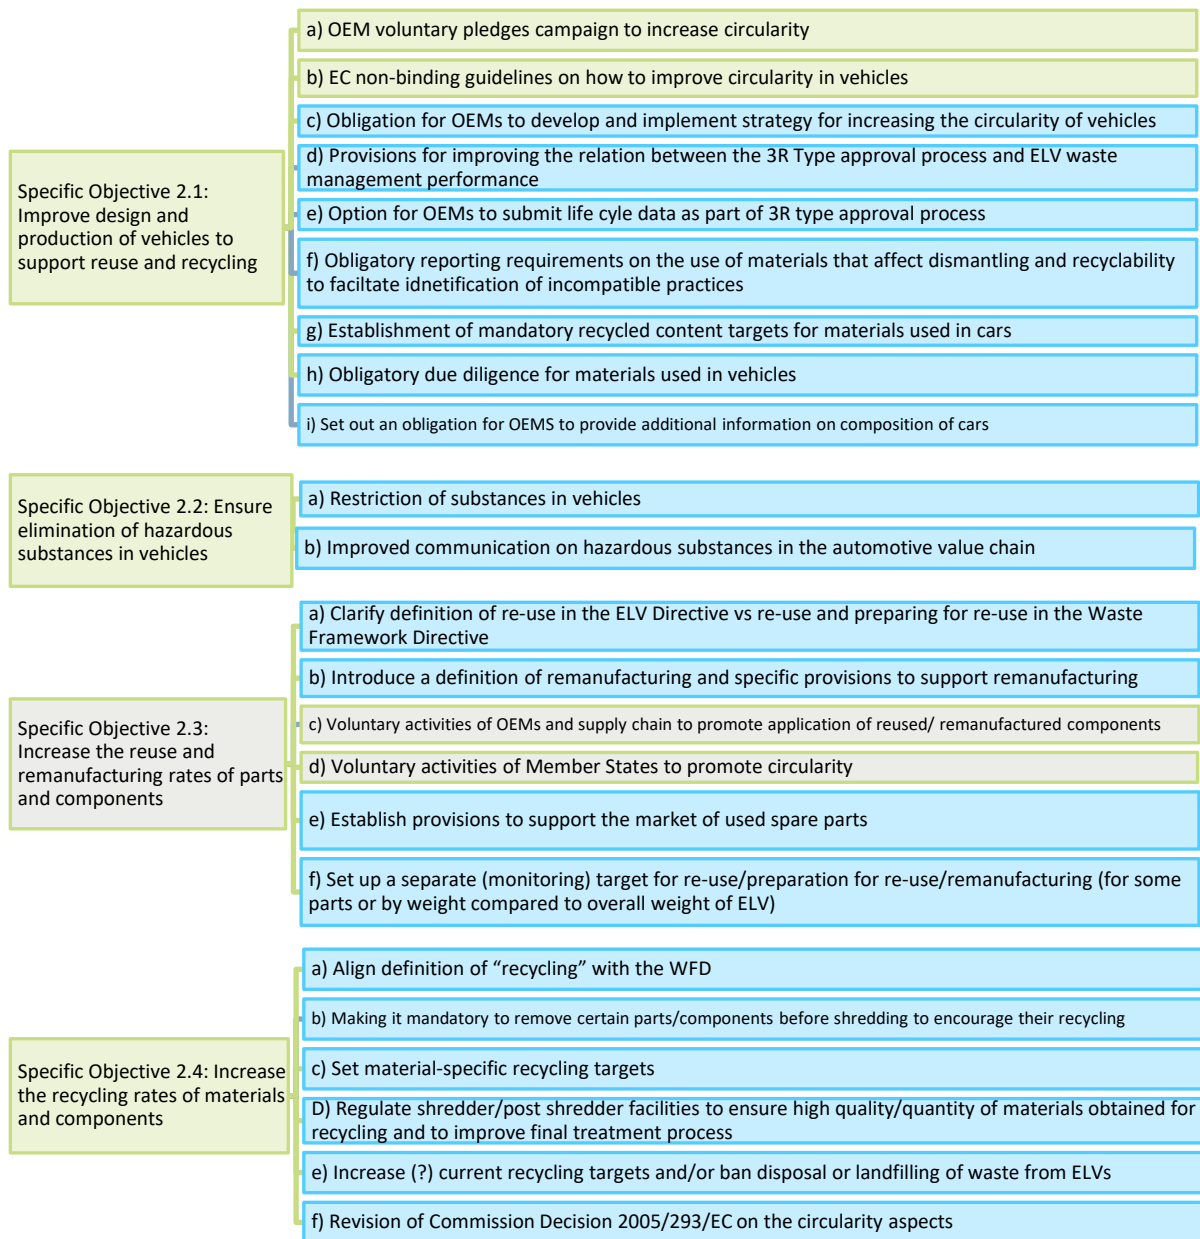 Specific Objective 2.1:
Improve design and
production of vehicles to
support reuse and recycling
a) OEM voluntary pledges campaign to increase circularity
b) EC non-binding guidelines on how to improve circularity in vehicles
c) Obligation for OEMs to develop and implement strategy for increasing the circularity of vehicles
d) Provisions for improving the relation between the 3R Type approval process and ELV waste
management performance
e) Option for OEMs to submit life cyle data as part of 3R type approval process
f) Obligatory reporting requirements on the use of materials that affect dismantling and recyclability
to faciltate idnetification of incompatible practices
g) Establishment of mandatory recycled content targets for materials used in cars
h) Obligatory due diligence for materials used in vehicles
i) Set out an obligation for OEMS to provide additional information on composition of cars
Specific Objective 2.2: Ensure
elimination of hazardous
substances in vehicles
a) Restriction of substances in vehicles
b) Improved communication on hazardous substances in the automotive value chain
Specific Objective 2.3:
Increase the reuse and
remanufacturing rates of parts
and components
a) Clarify definition of re-use in the ELV Directive vs re-use and preparing for re-use in the Waste
Framework Directive
b) Introduce a definition of remanufacturing and specific provisions to support remanufacturing
c) Voluntary activities of OEMs and supply chain to promote application of reused/ remanufactured components
d) Voluntary activities of Member States to promote circularity
e) Establish provisions to support the market of used spare parts
f) Set up a separate (monitoring) target for re-use/preparation for re-use/remanufacturing (for some
parts or by weight compared to overall weight of ELV)
Specific Objective 2.4: Increase
the recycling rates of materials
and components
a) Align definition of “recycling” with the WFD
b) Making it mandatory to remove certain parts/components before shredding to encourage their recycling
c) Set material-specific recycling targets
D) Regulate shredder/post shredder facilities to ensure high quality/quantity of materials obtained for
recycling and to improve final treatment process
e) Increase (?) current recycling targets and/or ban disposal or landfilling of waste from ELVs
f) Revision of Commission Decision 2005/293/EC on the circularity aspects